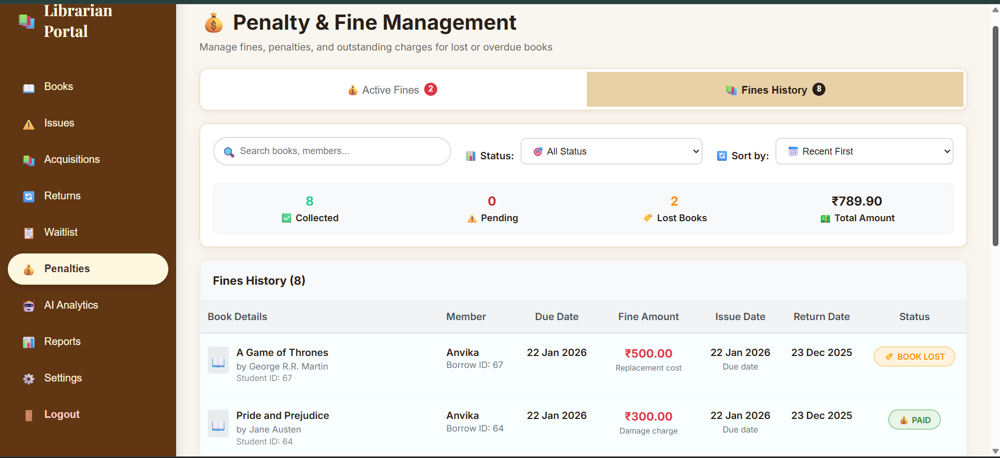 Librarian
Portal
Books
Issues
Acquisitions
Returns
Waitlist
Penalties
AI Analytics
Reports
Settings
Logout
Penalty & Fine Management
Manage fines, penalties, and outstanding charges for lost or overdue books
Active Fines 2
Fines History 8
Search books, members...
Status:
All Status
Sort by:
Recent First
8
Collected
0
Pending
2
Lost Books
₹789.90
Total Amount
Fines History (8)
Book Details Member Due Date Fine Amount Issue Date Return Date Status
A Game of Thrones
by George R.R. Martin
Student ID: 67
Anvika
Borrow ID: 67
22 Jan 2026
₹500.00
Replacement cost
22 Jan 2026
Due date
23 Dec 2025
BOOK LOST
Pride and Prejudice
by Jane Austen
Student ID: 64
Anvika
Borrow ID: 64
22 Jan 2026
₹300.00
Damage charge
22 Jan 2026
Due date
23 Dec 2025
PAID